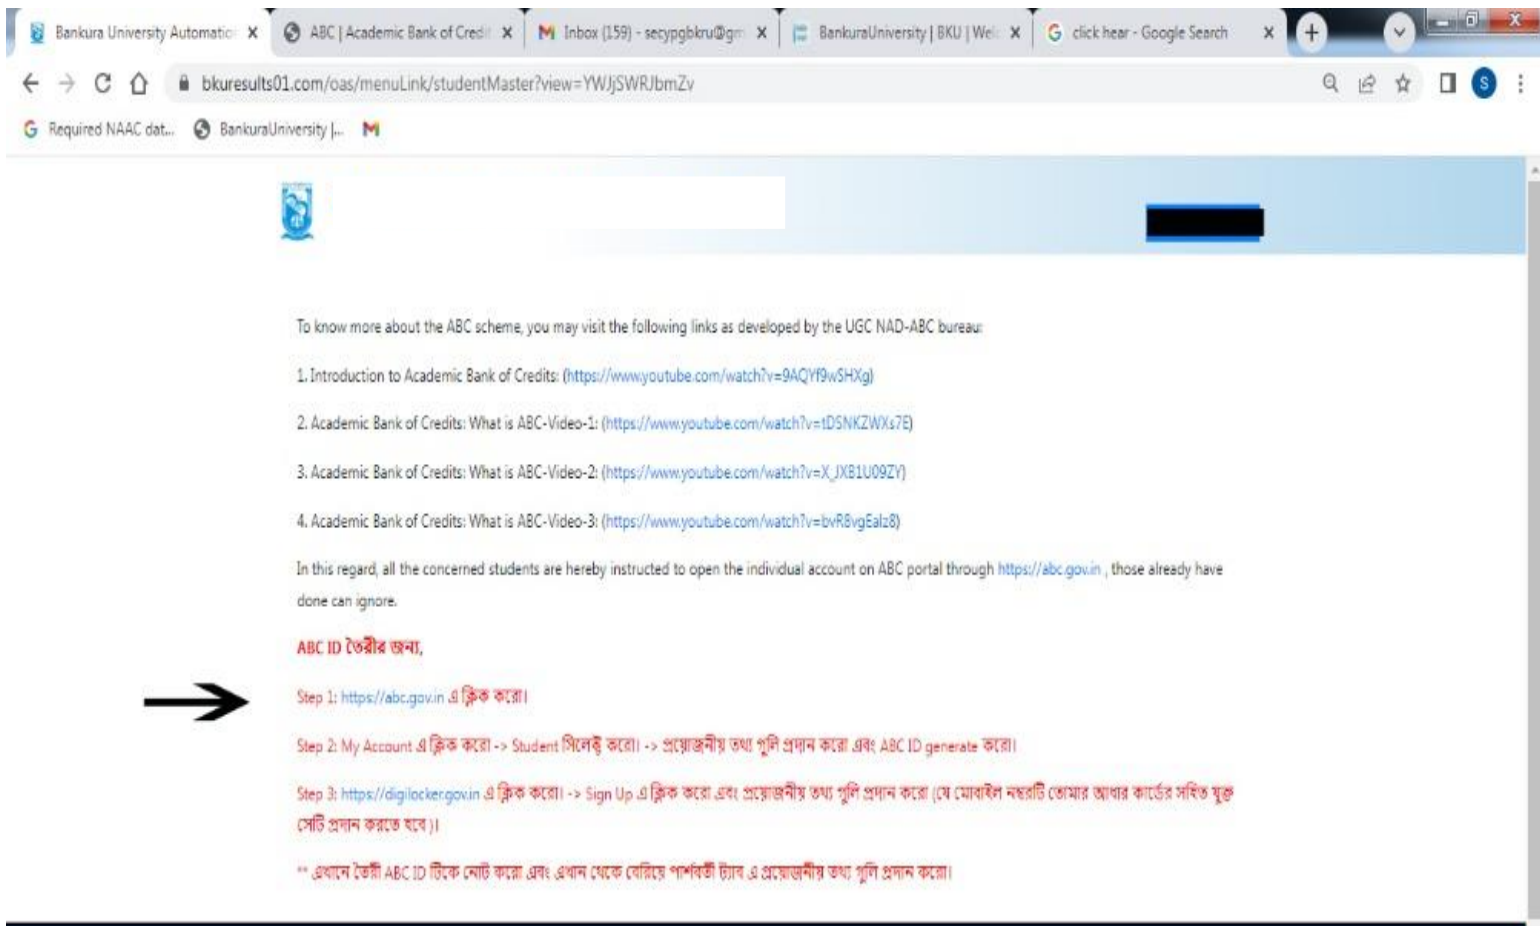 Bankura University Automatio
ABC | Academic Bank of Credit
Inbox (159) - secypgbkru@gm
BankuraUniversity | BKU | Wel
click hear - Google Search
bkuresults01.com/oas/menuLink/studentMaster?view=YWJjSWRJbmZv
S
Required NAAC dat...
BankuraUniversity |...
To know more about the ABC scheme, you may visit the following links as developed by the UGC NAD-ABC bureau:
1. Introduction to Academic Bank of Credits: (https://www.youtube.com/watch?v=9AQYf9wSHXg)
2. Academic Bank of Credits: What is ABC-Video-1: (https://www.youtube.com/watch?v=tDSNKZWXs7E)
3. Academic Bank of Credits: What is ABC-Video-2: (https://www.youtube.com/watch?v=X_JXB1U09ZY)
4. Academic Bank of Credits: What is ABC-Video-3: (https://www.youtube.com/watch?v=bvR8vgEalz8)
In this regard, all the concerned students are hereby instructed to open the individual account on ABC portal through https://abc.gov.in , those already have
done can ignore.
ABC ID তৈরীর জন্য,
Step 1: https://abc.gov.in এ ক্লিক করো।
Step 2: My Account এ ক্লিক করো -> Student সিলেক্ট করো। -> প্রয়োজনীয় তথ্য গুলি প্রদান করো এবং ABC ID generate করো।
Step 3: https://digilocker.gov.in এ ক্লিক করো। -> Sign Up এ ক্লিক করো এবং প্রয়োজনীয় তথ্য গুলি প্রদান করো (যে মোবাইল নম্বরটি তোমার আধার কার্ডের সহিত যুক্ত
সেটি প্রদান করতে হবে )।
** এখানে তৈরী ABC ID টিকে নোট করো এবং এখান থেকে বেরিয়ে পার্শবর্তী ট্যাব এ প্রয়োজনীয় তথ্য গুলি প্রদান করো।